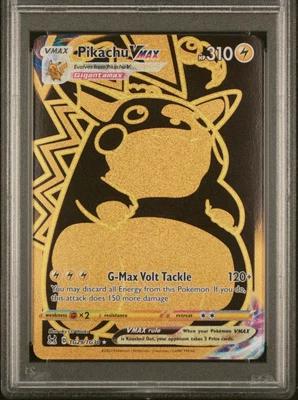 VMAX Pikachu VMAX HP 310
Evolves from Pikachu V
Gigantamax
G-Max Volt Tackle 120+
You may discard all Energy from this Pokémon. If you do,
this attack does 150 more damage.
weakness ×2 resistance retreat
VMAX rule When your Pokémon VMAX
is Knocked Out, your opponent takes 3 Prize cards.
TG29/TG30